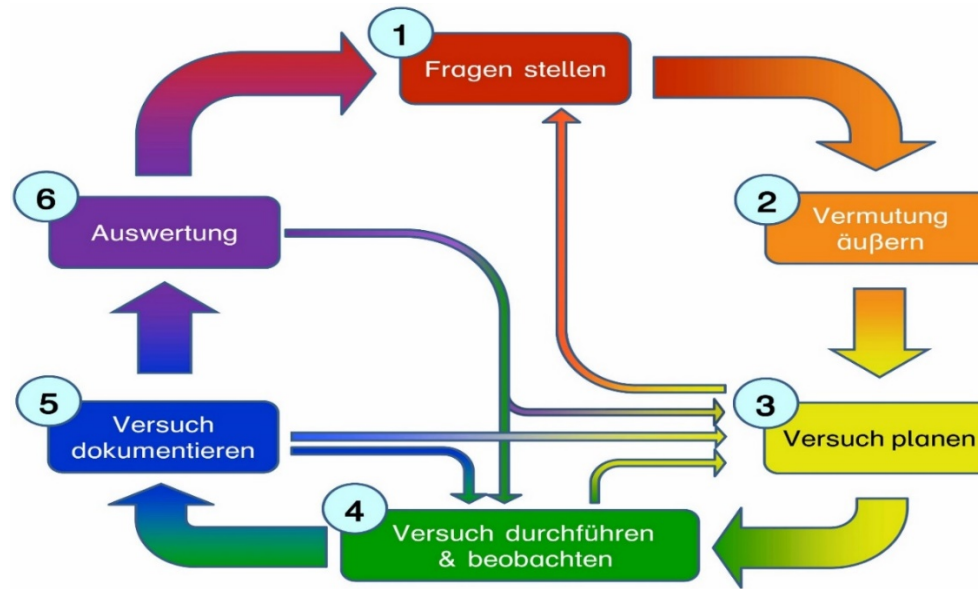 1
Fragen stellen
2
Vermutung
äußern
3
Versuch planen
4
Versuch durchführen
& beobachten
5
Versuch
dokumentieren
6
Auswertung